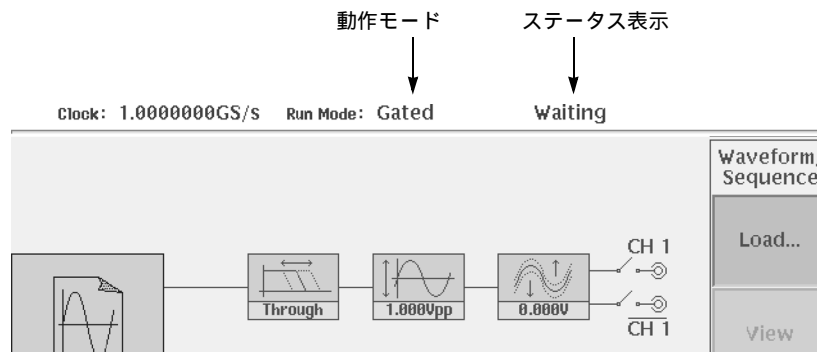 動作モード ステータス表示
Clock: 1.0000000GS/s Run Mode: Gated Waiting
Waveform/
Sequence
Load...
CH 1
Through 1.000Vpp 0.000V
CH 1
View